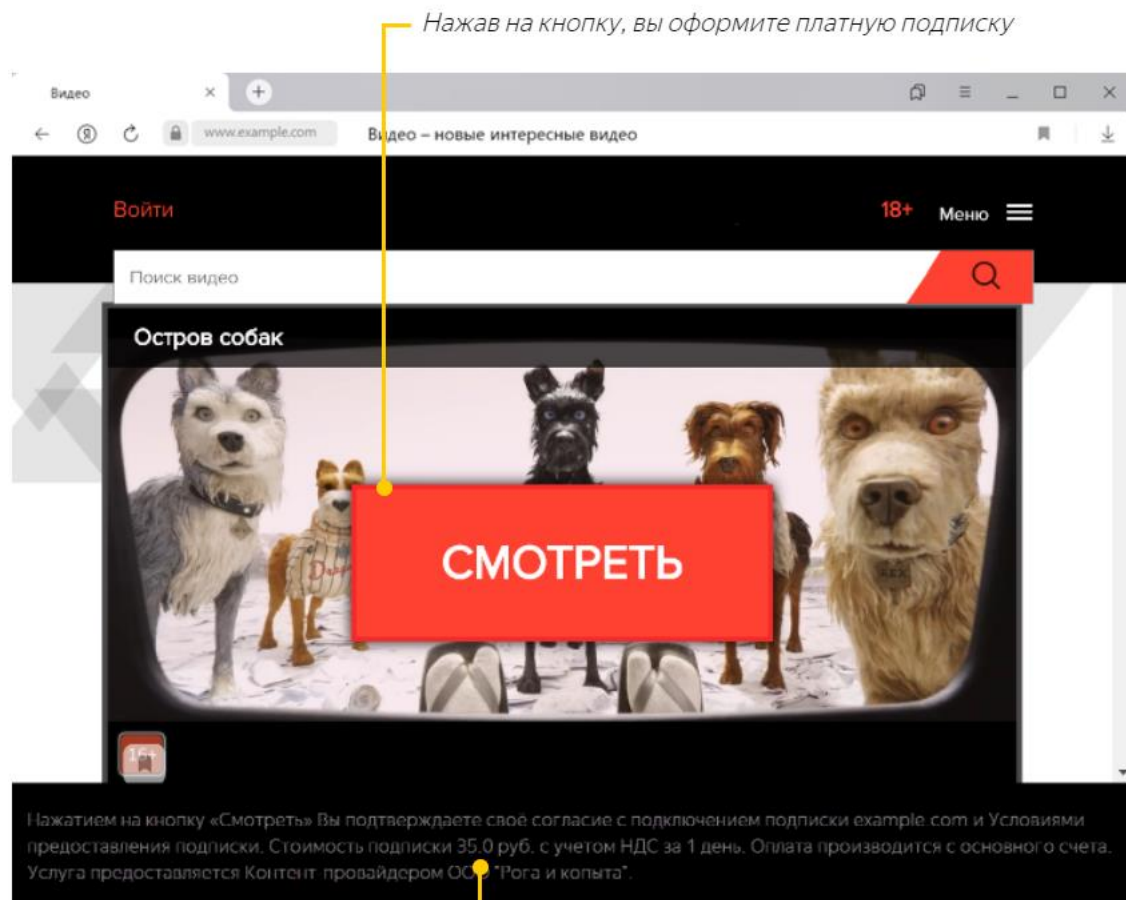 Нажав на кнопку, вы оформите платную подписку
Видео
www.example.com Видео – новые интересные видео
Войти 18+ Меню
Поиск видео
Остров собак
СМОТРЕТЬ
16+
Нажатием на кнопку «Смотреть» Вы подтверждаете своё согласие с подключением подписки example.com и Условиями
предоставления подписки. Стоимость подписки 35.0 руб. с учетом НДС за 1 день. Оплата производится с основного счета.
Услуга предоставляется Контент-провайдером "Рога и копыта".